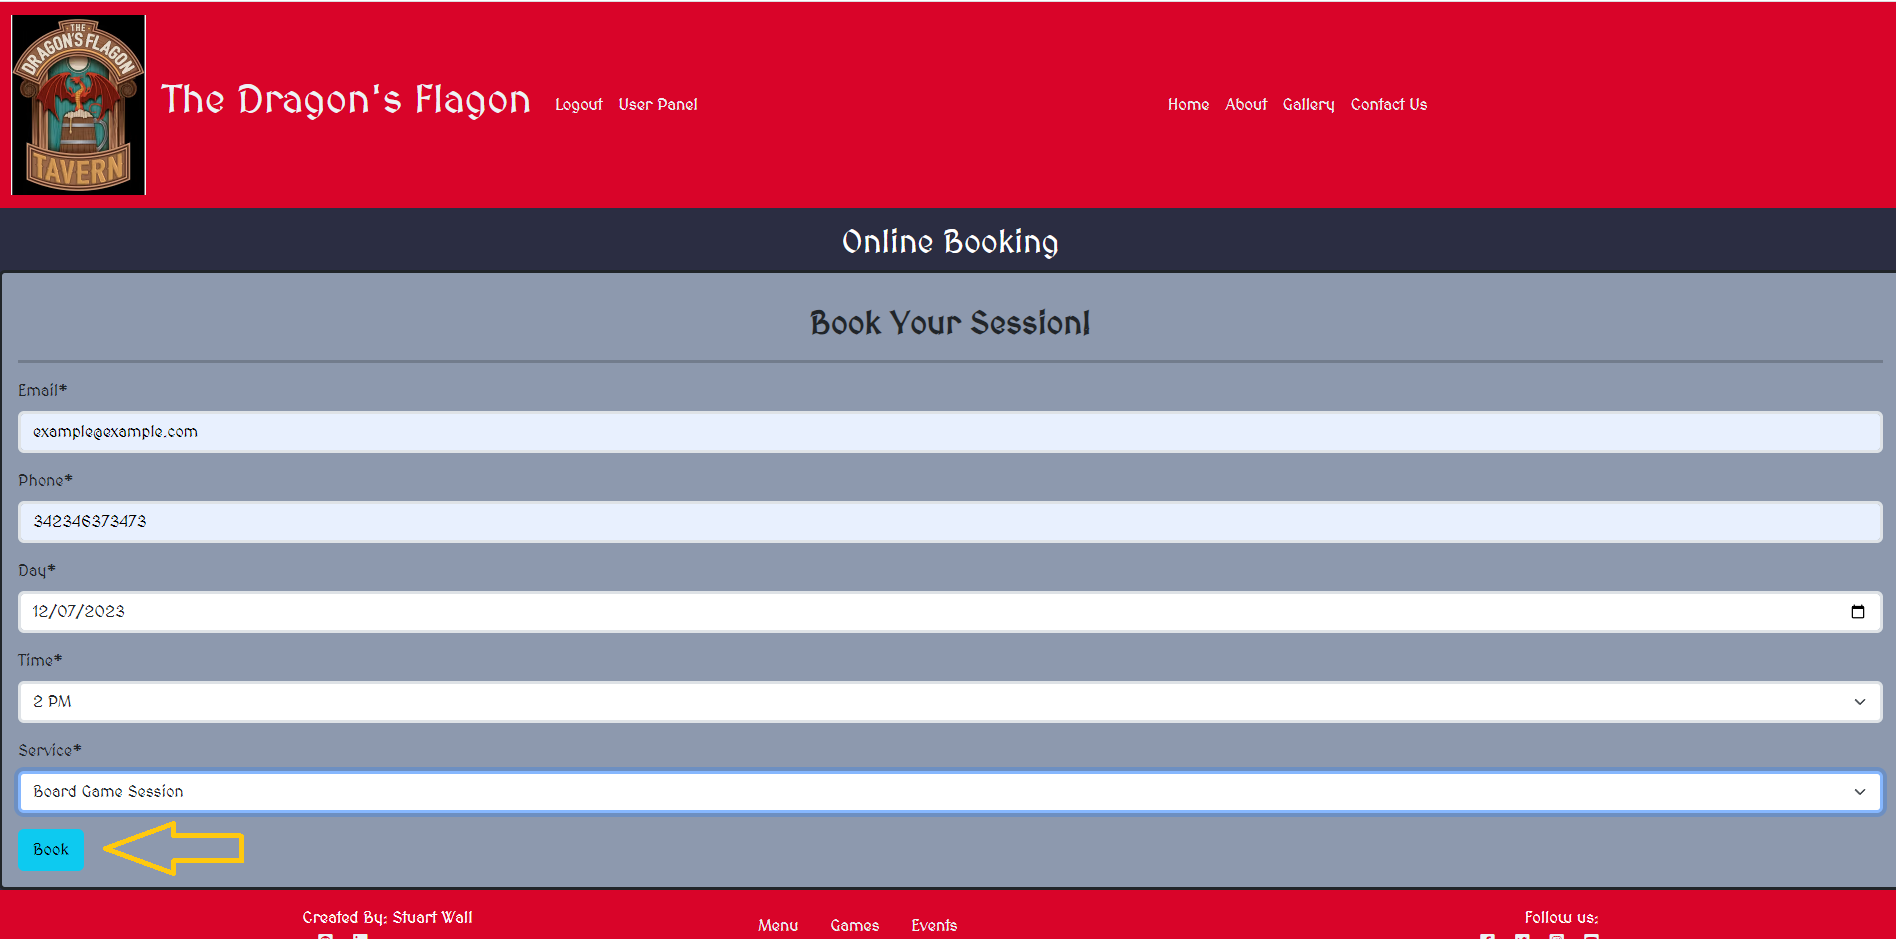 THE
DRAGON'S FLAGON
TAVERN
The Dragon's Flagon
Logout User Panel
Home About Gallery Contact Us
Online Booking
Book Your Session!
Email*
example@example.com
Phone*
342346373473
Day*
12/07/2023
Time*
2 PM
Service*
Board Game Session
Book
Created By: Stuart Wall
Menu Games Events
Follow us: